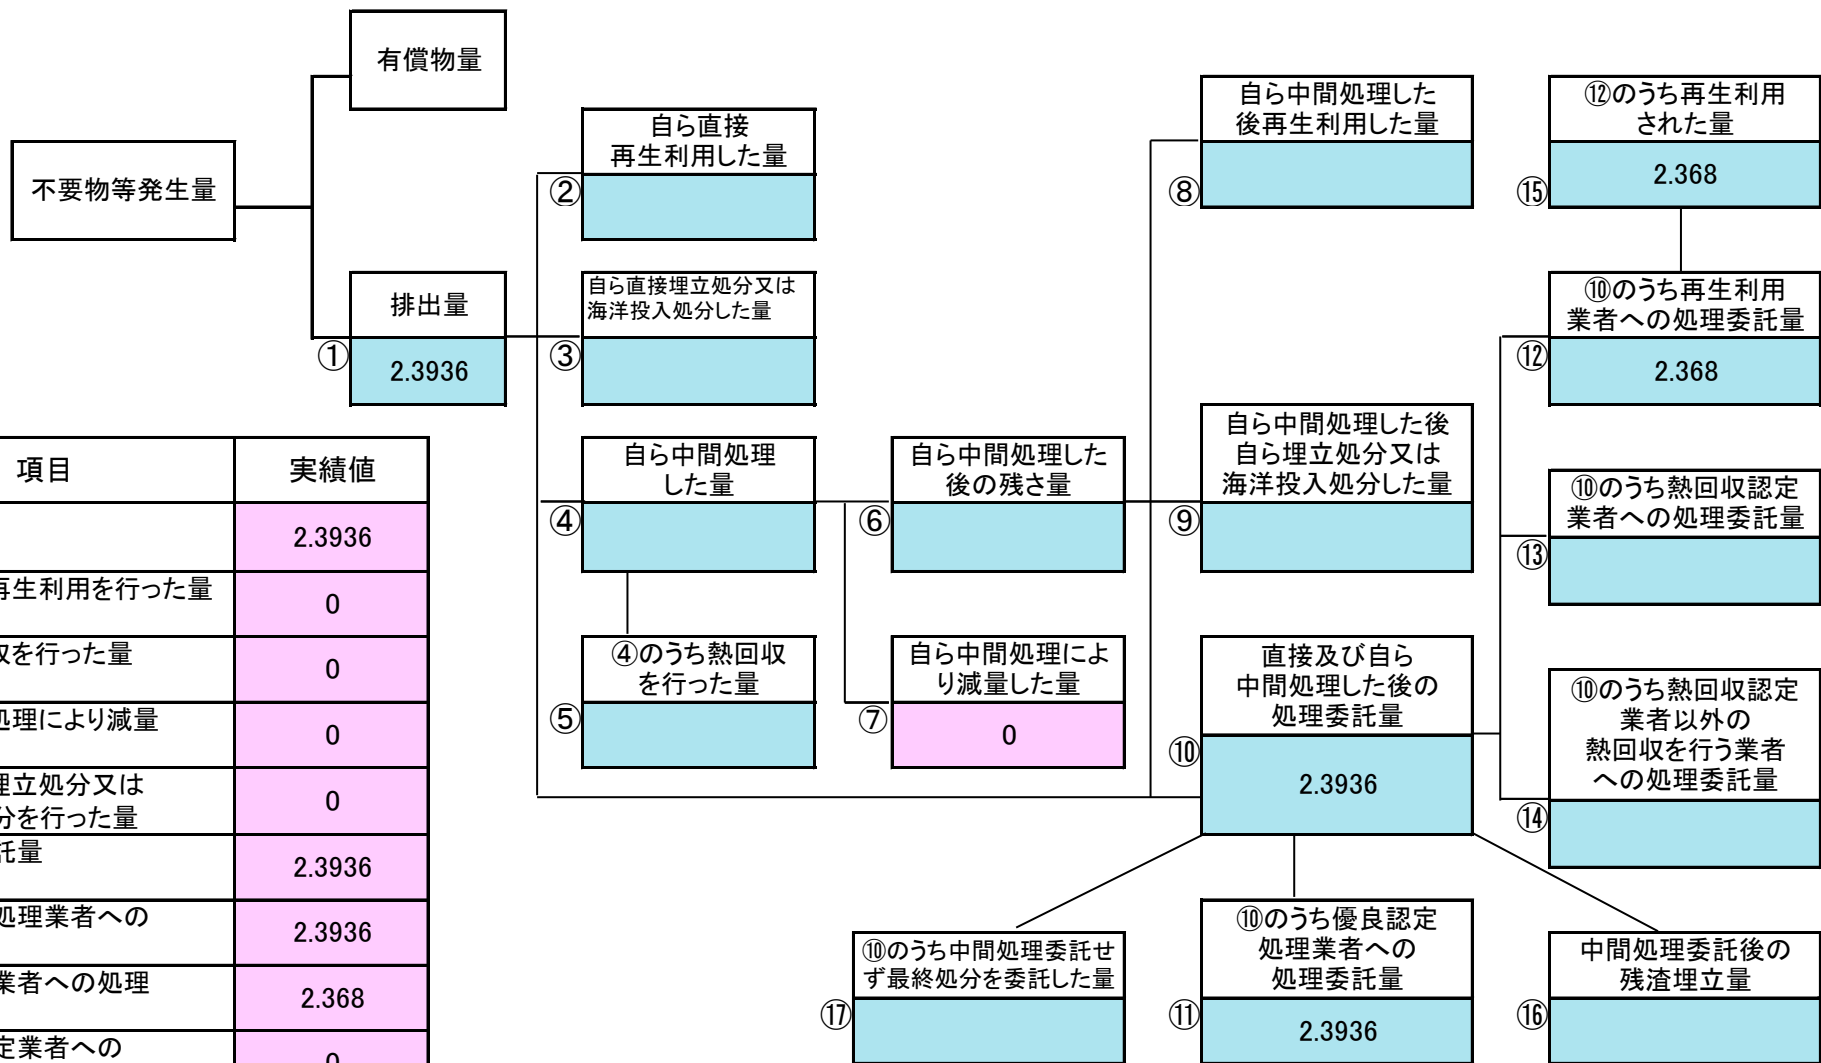 有償物量
不要物等発生量
排出量
①
2.3936
自ら直接
再生利用した量
②
自ら直接埋立処分又は
海洋投入処分した量
③
自ら中間処理
した量
④
④のうち熱回収
を行った量
⑤
自ら中間処理した
後の残さ量
⑥
自ら中間処理によ
り減量した量
⑦
0
自ら中間処理した
後再生利用した量
⑧
自ら中間処理した後
自ら埋立処分又は
海洋投入処分した量
⑨
直接及び自ら
中間処理した後の
処理委託量
⑩
2.3936
⑫のうち再生利用
された量
⑮
2.368
⑩のうち再生利用
業者への処理委託量
⑫
2.368
⑩のうち熱回収認定
業者への処理委託量
⑬
⑩のうち熱回収認定
業者以外の
熱回収を行う業者
への処理委託量
⑭
⑩のうち中間処理委託せ
ず最終処分を委託した量
⑰
⑩のうち優良認定
処理業者への
処理委託量
⑪
2.3936
中間処理委託後の
残渣埋立量
⑯
項目 実績値
2.3936
再生利用を行った量 0
を行った量 0
処理により減量 0
埋立処分又は
分を行った量 0
託量 2.3936
処理業者への 2.3936
業者への処理 2.368
定業者への